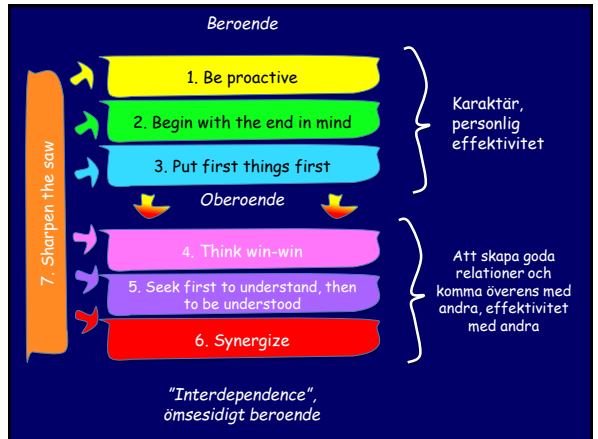 Beroende
1. Be proactive
2. Begin with the end in mind
3. Put first things first
Karaktär,
personlig
effektivitet
7. Sharpen the saw
Oberoende
4. Think win-win
5. Seek first to understand, then
to be understood
6. Synergize
Att skapa goda
relationer och
komma överens med
andra, effektivitet
med andra
”Interdependence”,
ömsesidigt beroende